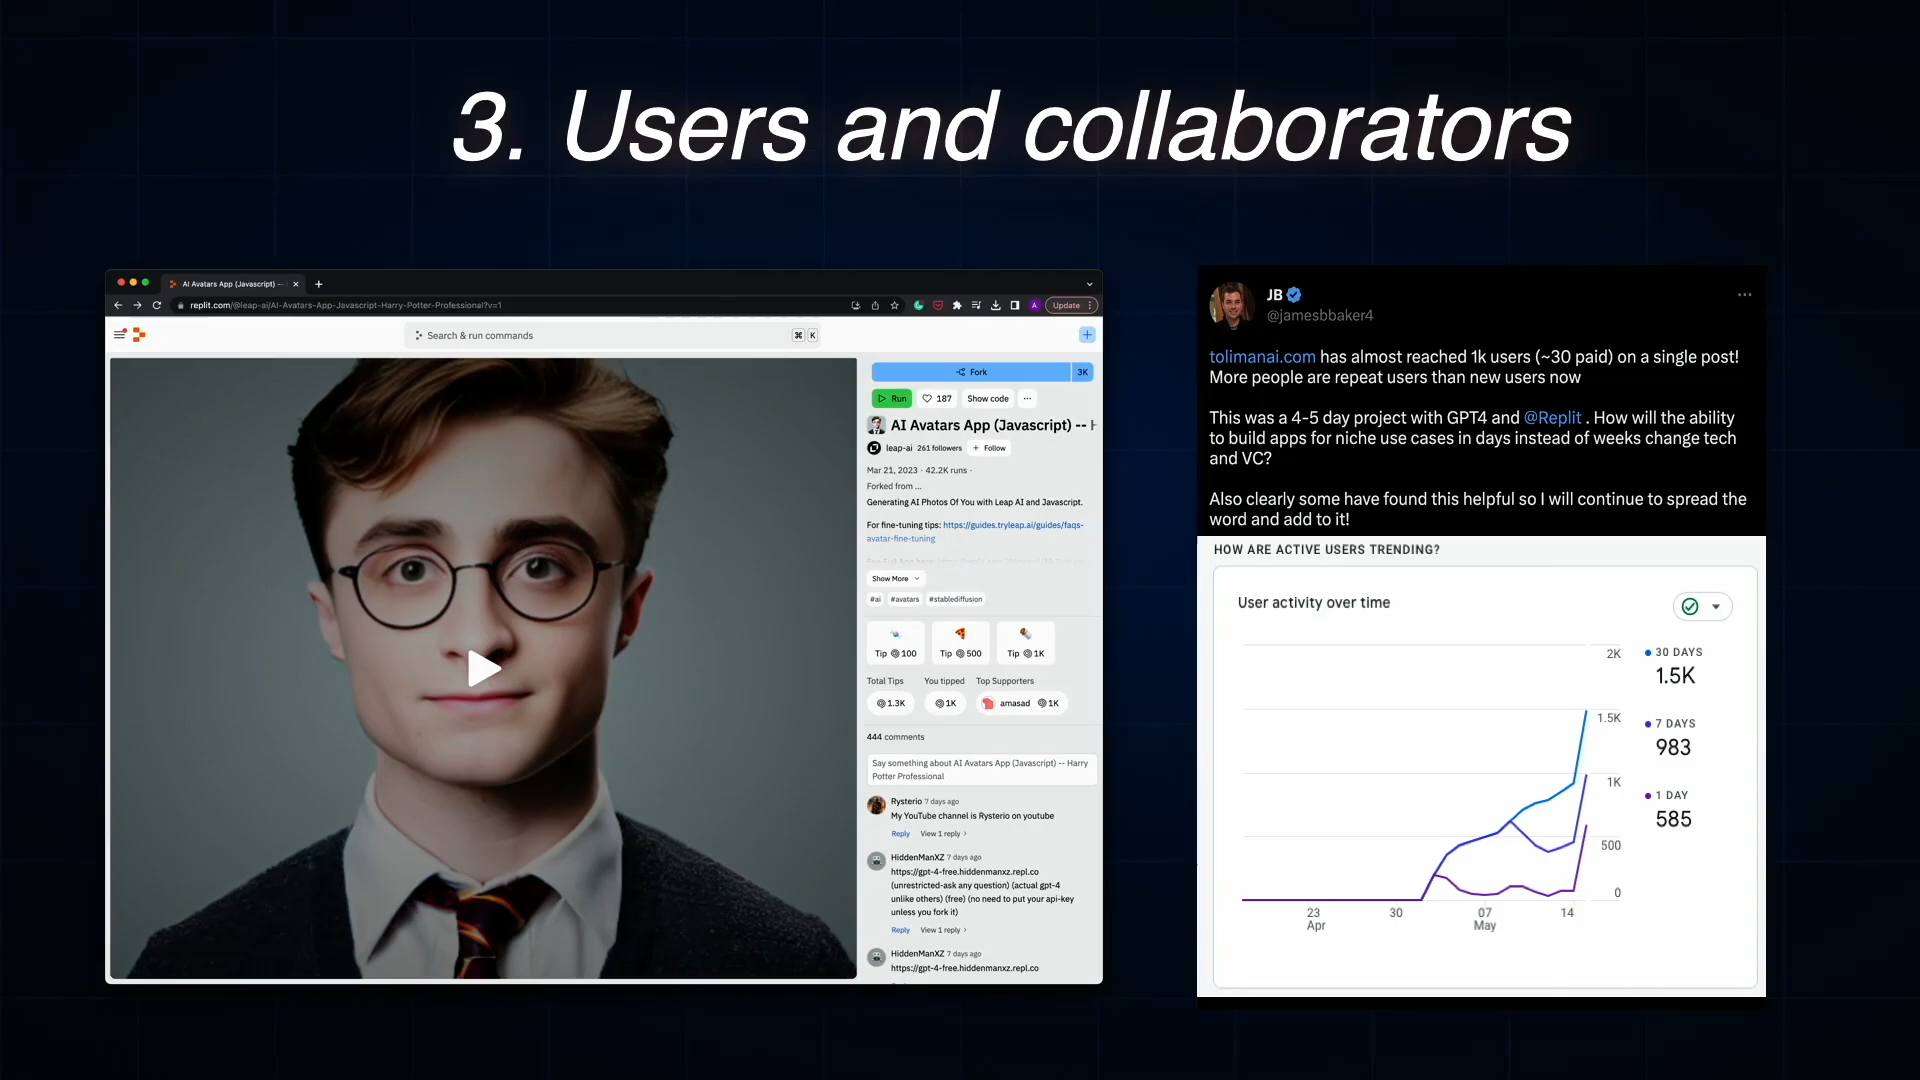 3. Users and collaborators
AI Avatars App (Javascript) --
replit.com/@leap-ai/AI-Avatars-App-Javascript-Harry-Potter-Professional?v=1
A
Update
Search & run commands
⌘ K
Fork
3K
Run
187
Show code
AI Avatars App (Javascript) -- H
leap-ai 261 followers + Follow
Mar 21, 2023 · 42.2K runs ·
Forked from ...
Generating AI Photos Of You with Leap AI and Javascript.
For fine-tuning tips: https://guides.tryleap.ai/guides/faqs-
avatar-fine-tuning
Show More
#ai #avatars #stablediffusion
Tip 100
Tip 500
Tip 1K
Total Tips
You tipped
Top Supporters
1.3K
1K
amasad 1K
444 comments
Say something about AI Avatars App (Javascript) -- Harry
Potter Professional
Rysterio 7 days ago
My YouTube channel is Rysterio on youtube
Reply View 1 reply ›
HiddenManXZ 7 days ago
https://gpt-4-free.hiddenmanxz.repl.co
(unrestricted-ask any question) (actual gpt-4
unlike others) (free) (no need to put your api-key
unless you fork it)
Reply View 1 reply ›
HiddenManXZ 7 days ago
https://gpt-4-free.hiddenmanxz.repl.co
JB
@jamesbbaker4
tolimanai.com has almost reached 1k users (~30 paid) on a single post!
More people are repeat users than new users now
This was a 4-5 day project with GPT4 and @Replit . How will the ability
to build apps for niche use cases in days instead of weeks change tech
and VC?
Also clearly some have found this helpful so I will continue to spread the
word and add to it!
HOW ARE ACTIVE USERS TRENDING?
User activity over time
2K
1.5K
1K
500
0
23
Apr
30
07
May
14
30 DAYS
1.5K
7 DAYS
983
1 DAY
585